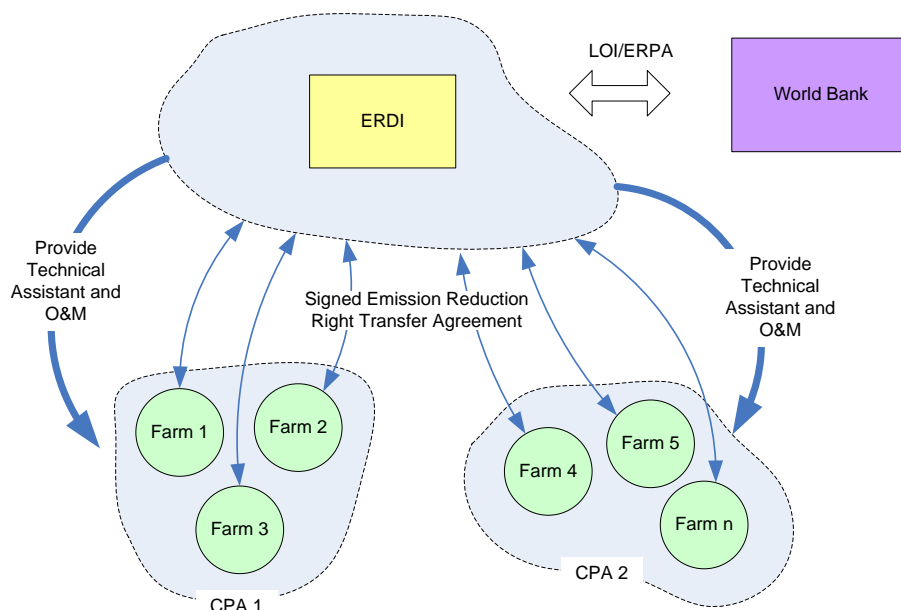 LOI/ERPA
World Bank
ERDI
Provide
Technical
Assistant and
O&M
Provide
Technical
Assistant and
O&M
Signed Emission Reduction
Right Transfer Agreement
Farm 1
Farm 2
Farm 3
Farm 4
Farm 5
Farm n
CPA 1
CPA 2